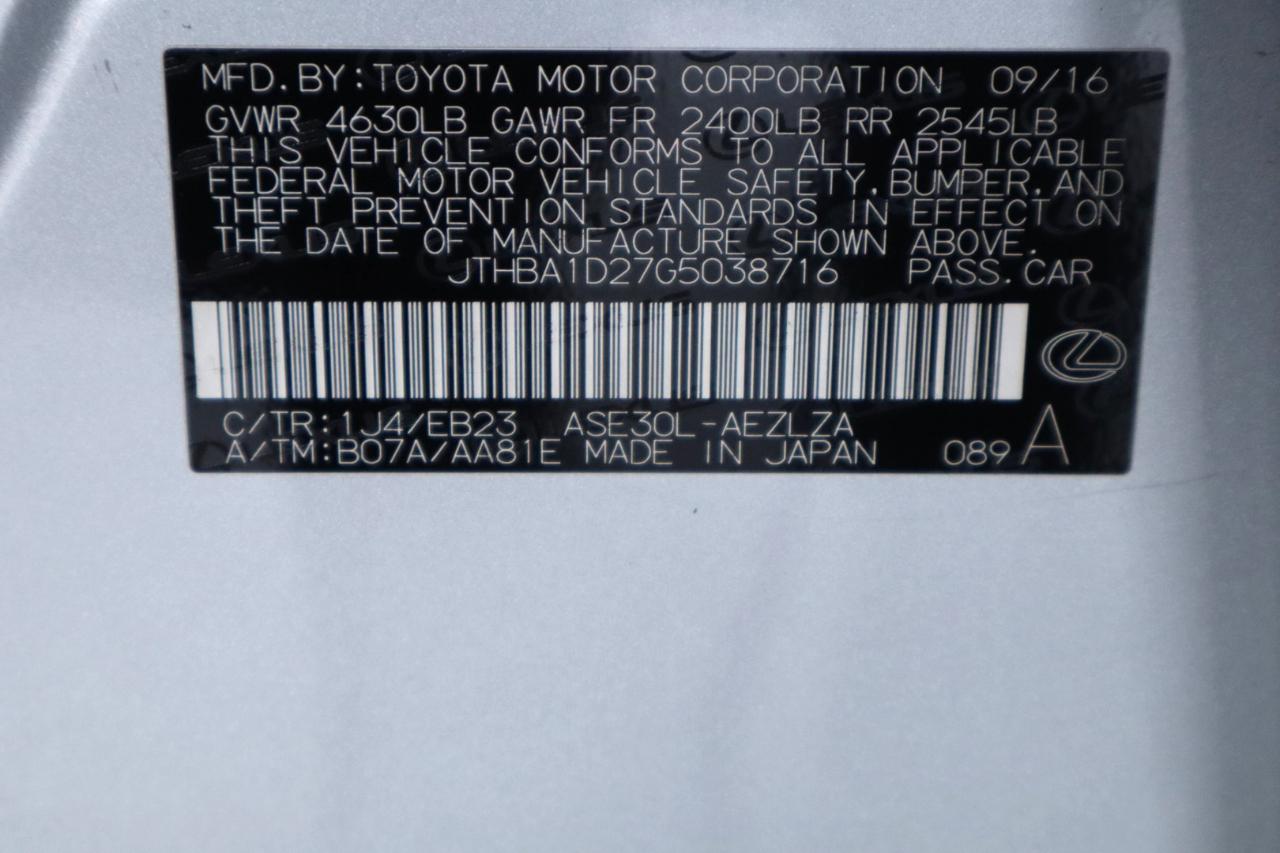 MFD.BY:TOYOTA MOTOR CORPORATION 09/16
GVWR 4630LB GAWR FR 2400LB RR 2545LB
THIS VEHICLE CONFORMS TO ALL APPLICABLE
FEDERAL MOTOR VEHICLE SAFETY,BUMPER,AND
THEFT PREVENTION STANDARDS IN EFFECT ON
THE DATE OF MANUFACTURE SHOWN ABOVE.
JTHBA1D27G5038716 PASS.CAR
C/TR:1J4/EB23 ASE30L-AEZLZA
A/TM:B07A/AA81E MADE IN JAPAN 089 A